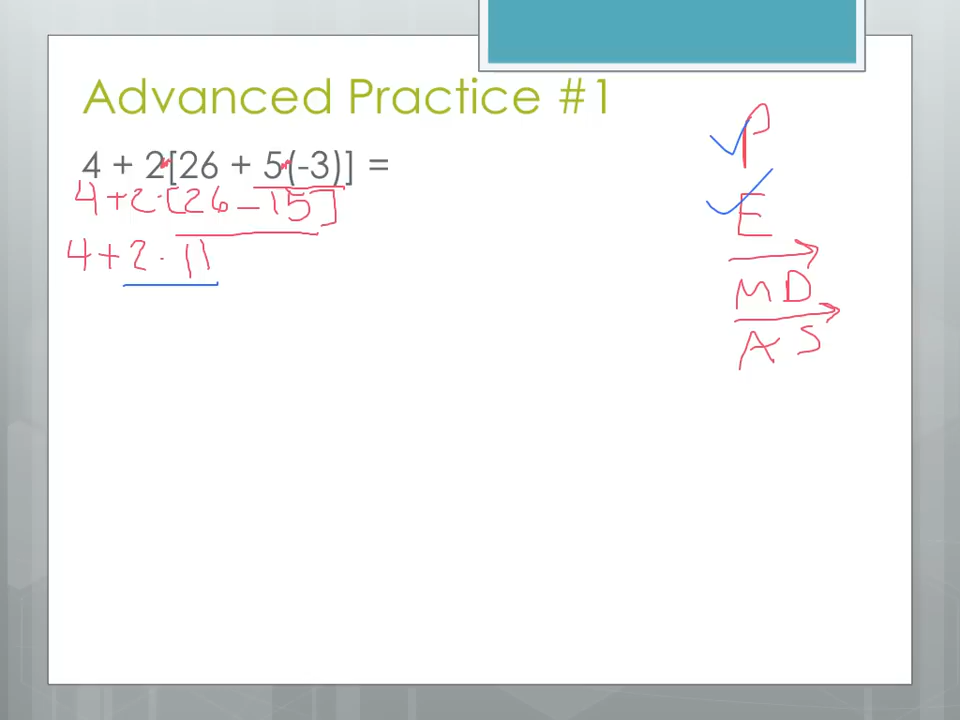 Advanced Practice #1
4 + 2·[26 + 5·(-3)] =
4+2·[26-15]
4+2·11
P
E
MD
AS